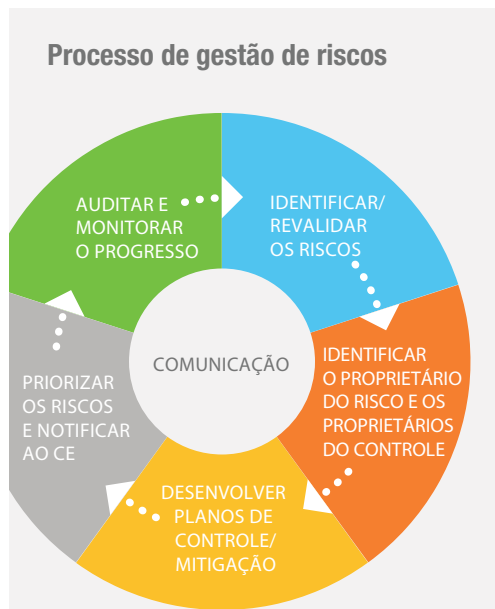 Processo de gestão de riscos
AUDITAR E
MONITORAR
O PROGRESSO
IDENTIFICAR/
REVALIDAR
OS RISCOS
COMUNICAÇÃO
IDENTIFICAR
O PROPRIETÁRIO
DO RISCO E OS
PROPRIETÁRIOS
DO CONTROLE
PRIORIZAR
OS RISCOS
E NOTIFICAR
AO CE
DESENVOLVER
PLANOS DE
CONTROLE/
MITIGAÇÃO